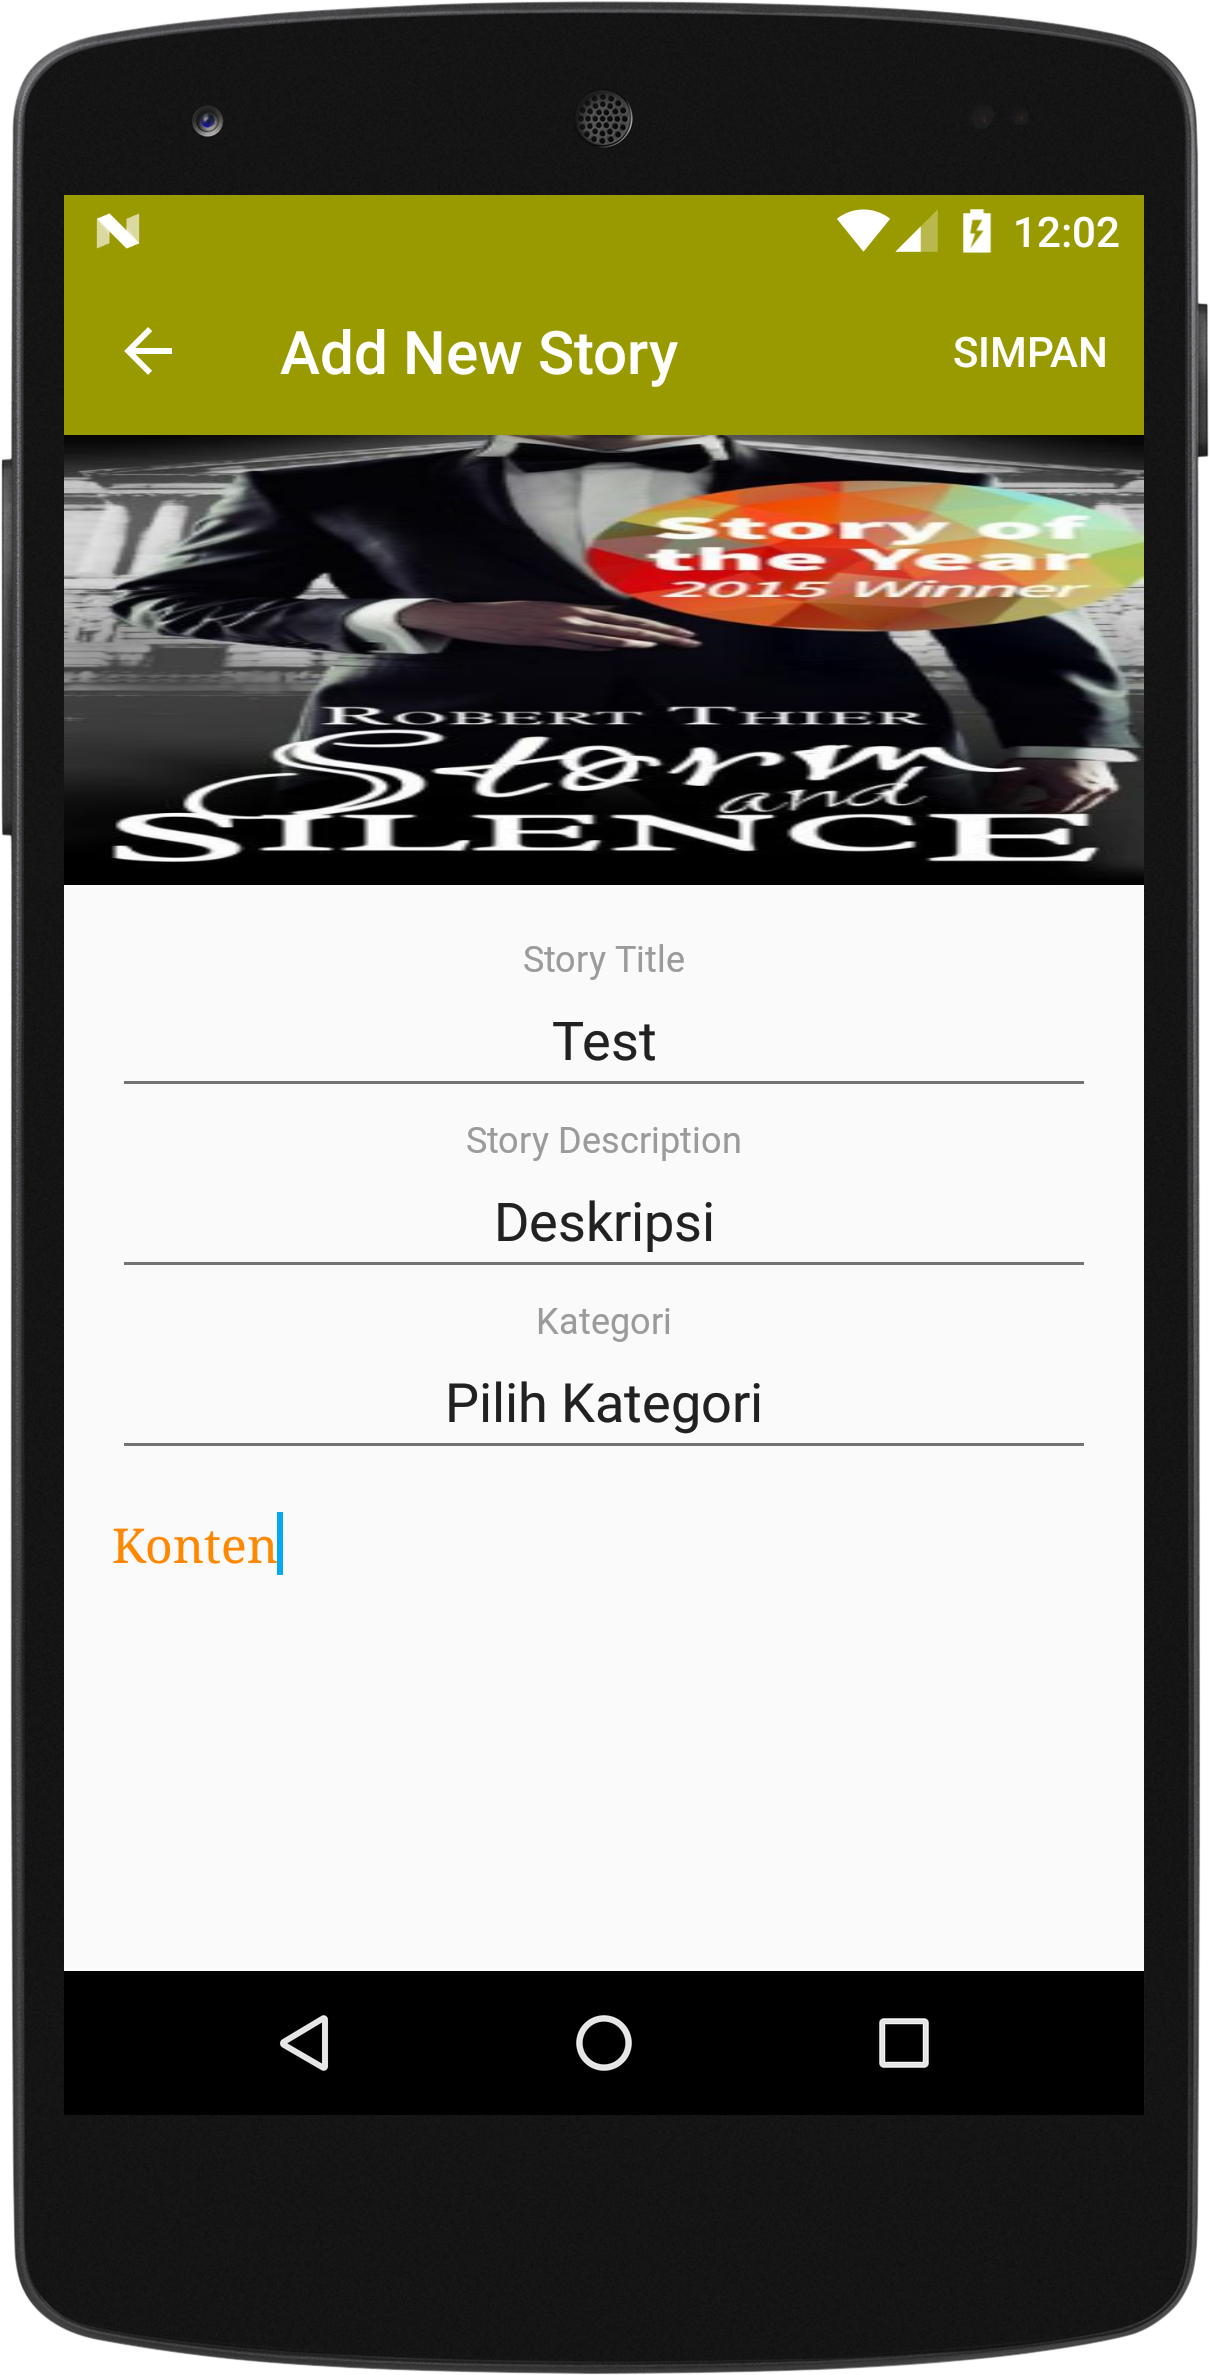 12:02
Add New Story
SIMPAN
Story of
the Year
2015 Winner
ROBERT THIER
Storm
and
SILENCE
Story Title
Test
Story Description
Deskripsi
Kategori
Pilih Kategori
Konten